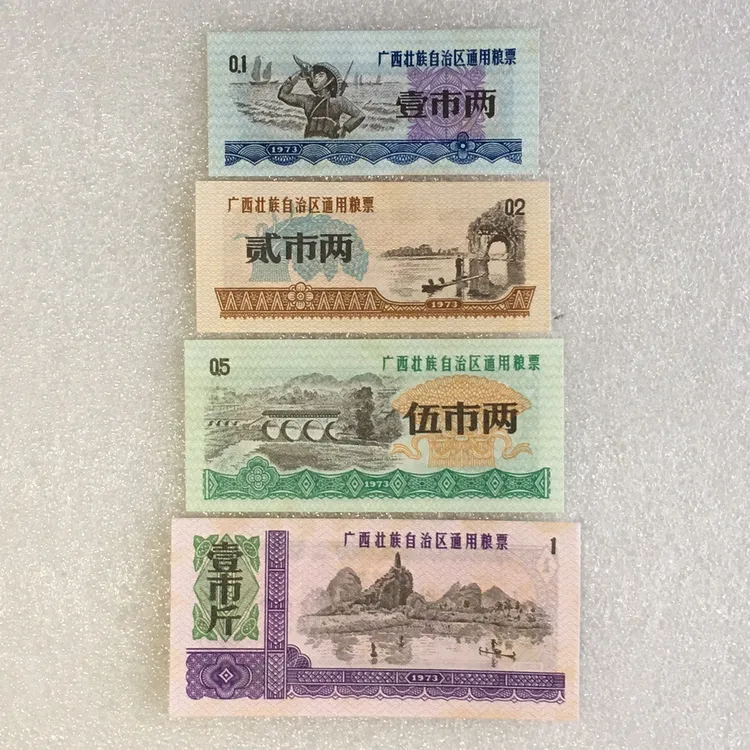 0.1
广西壮族自治区通用粮票
壹市两
1973
广西壮族自治区通用粮票
0.2
贰市两
1973
0.5
广西壮族自治区通用粮票
伍市两
1973
壹市斤
广西壮族自治区通用粮票
1
1973